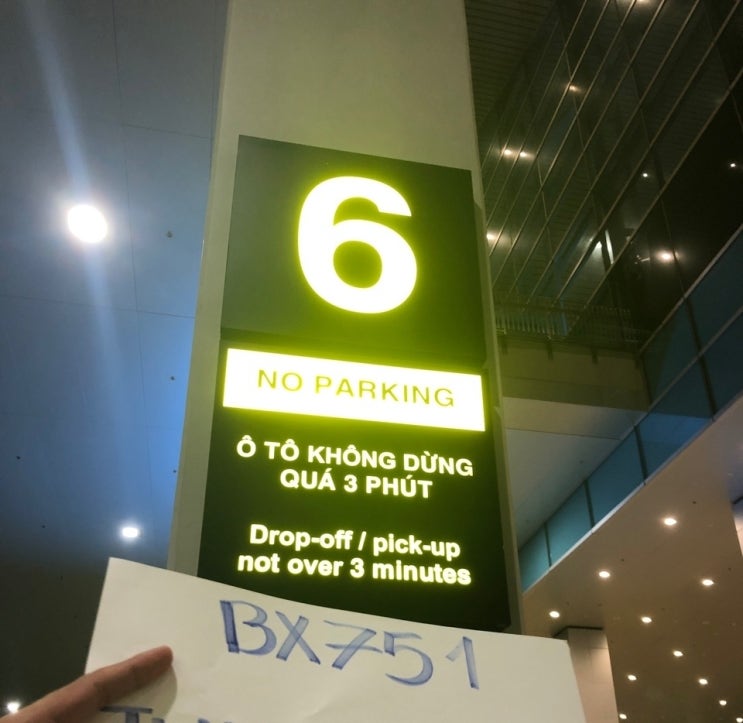 6
NO PARKING
Ô TÔ KHÔNG DỪNG
QUÁ 3 PHÚT
Drop-off / pick-up
not over 3 minutes
BX751